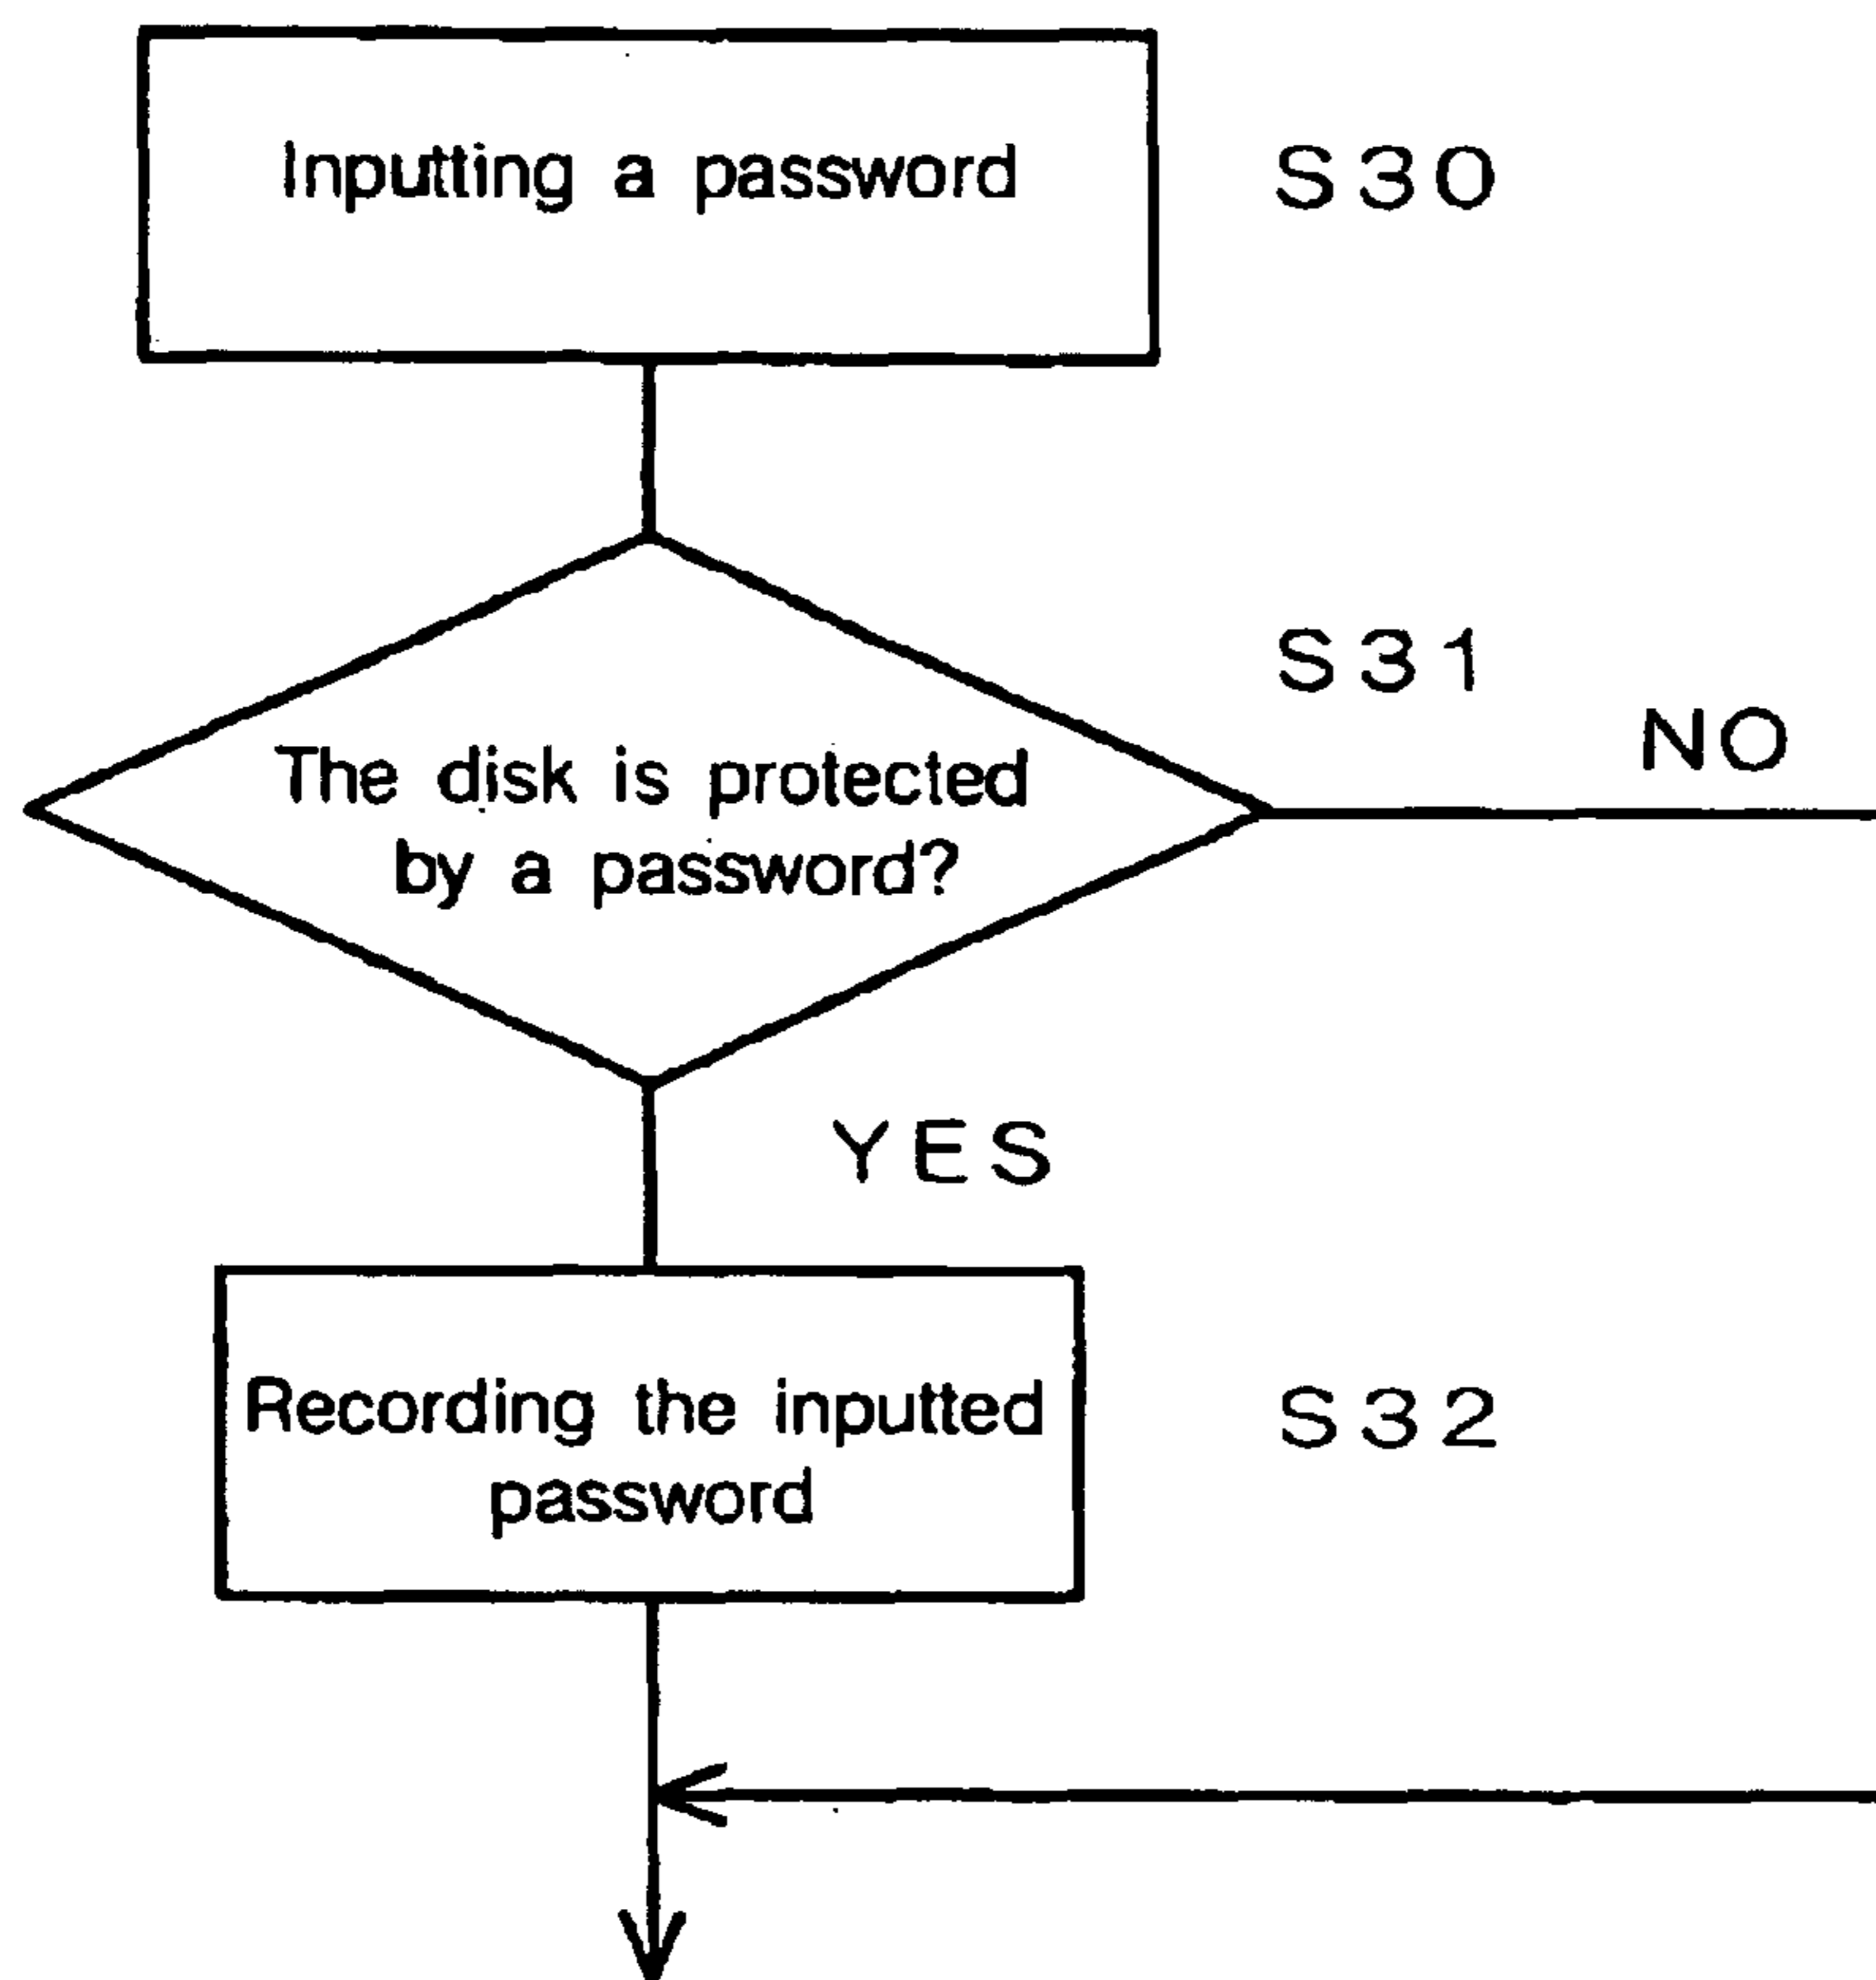 Inputting a password
S30
S31
NO
The disk is protected
by a password?
YES
Recording the inputted
password
S32